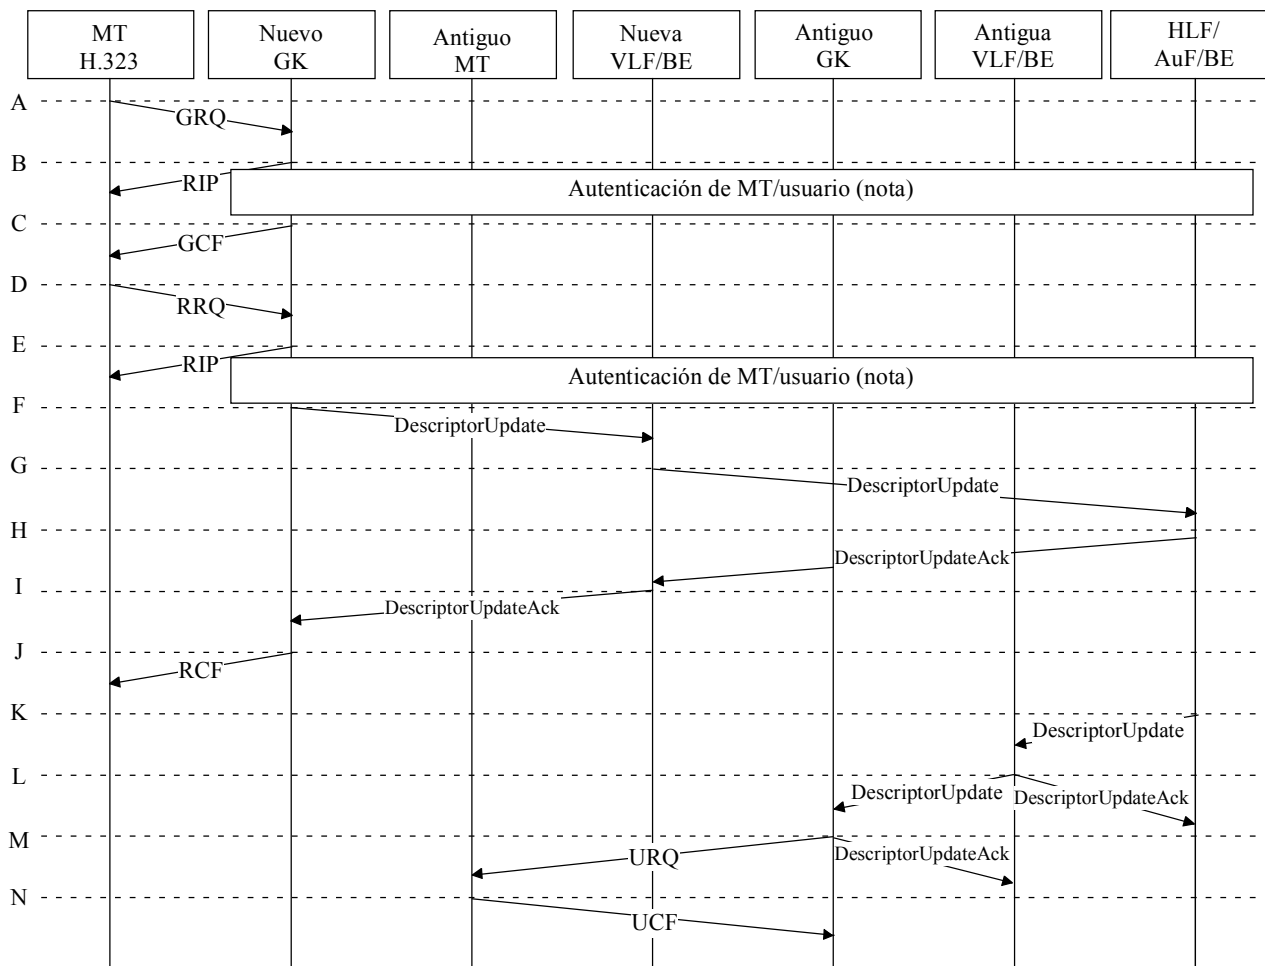 MT
H.323
Nuevo
GK
Antiguo
MT
Nueva
VLF/BE
Antiguo
GK
Antigua
VLF/BE
HLF/
AuF/BE
A
GRQ
B
RIP
Autenticación de MT/usuario (nota)
C
GCF
D
RRQ
E
RIP
Autenticación de MT/usuario (nota)
F
DescriptorUpdate
G
DescriptorUpdate
H
DescriptorUpdateAck
I
DescriptorUpdateAck
J
RCF
K
DescriptorUpdate
L
DescriptorUpdate
DescriptorUpdateAck
M
URQ
DescriptorUpdateAck
N
UCF